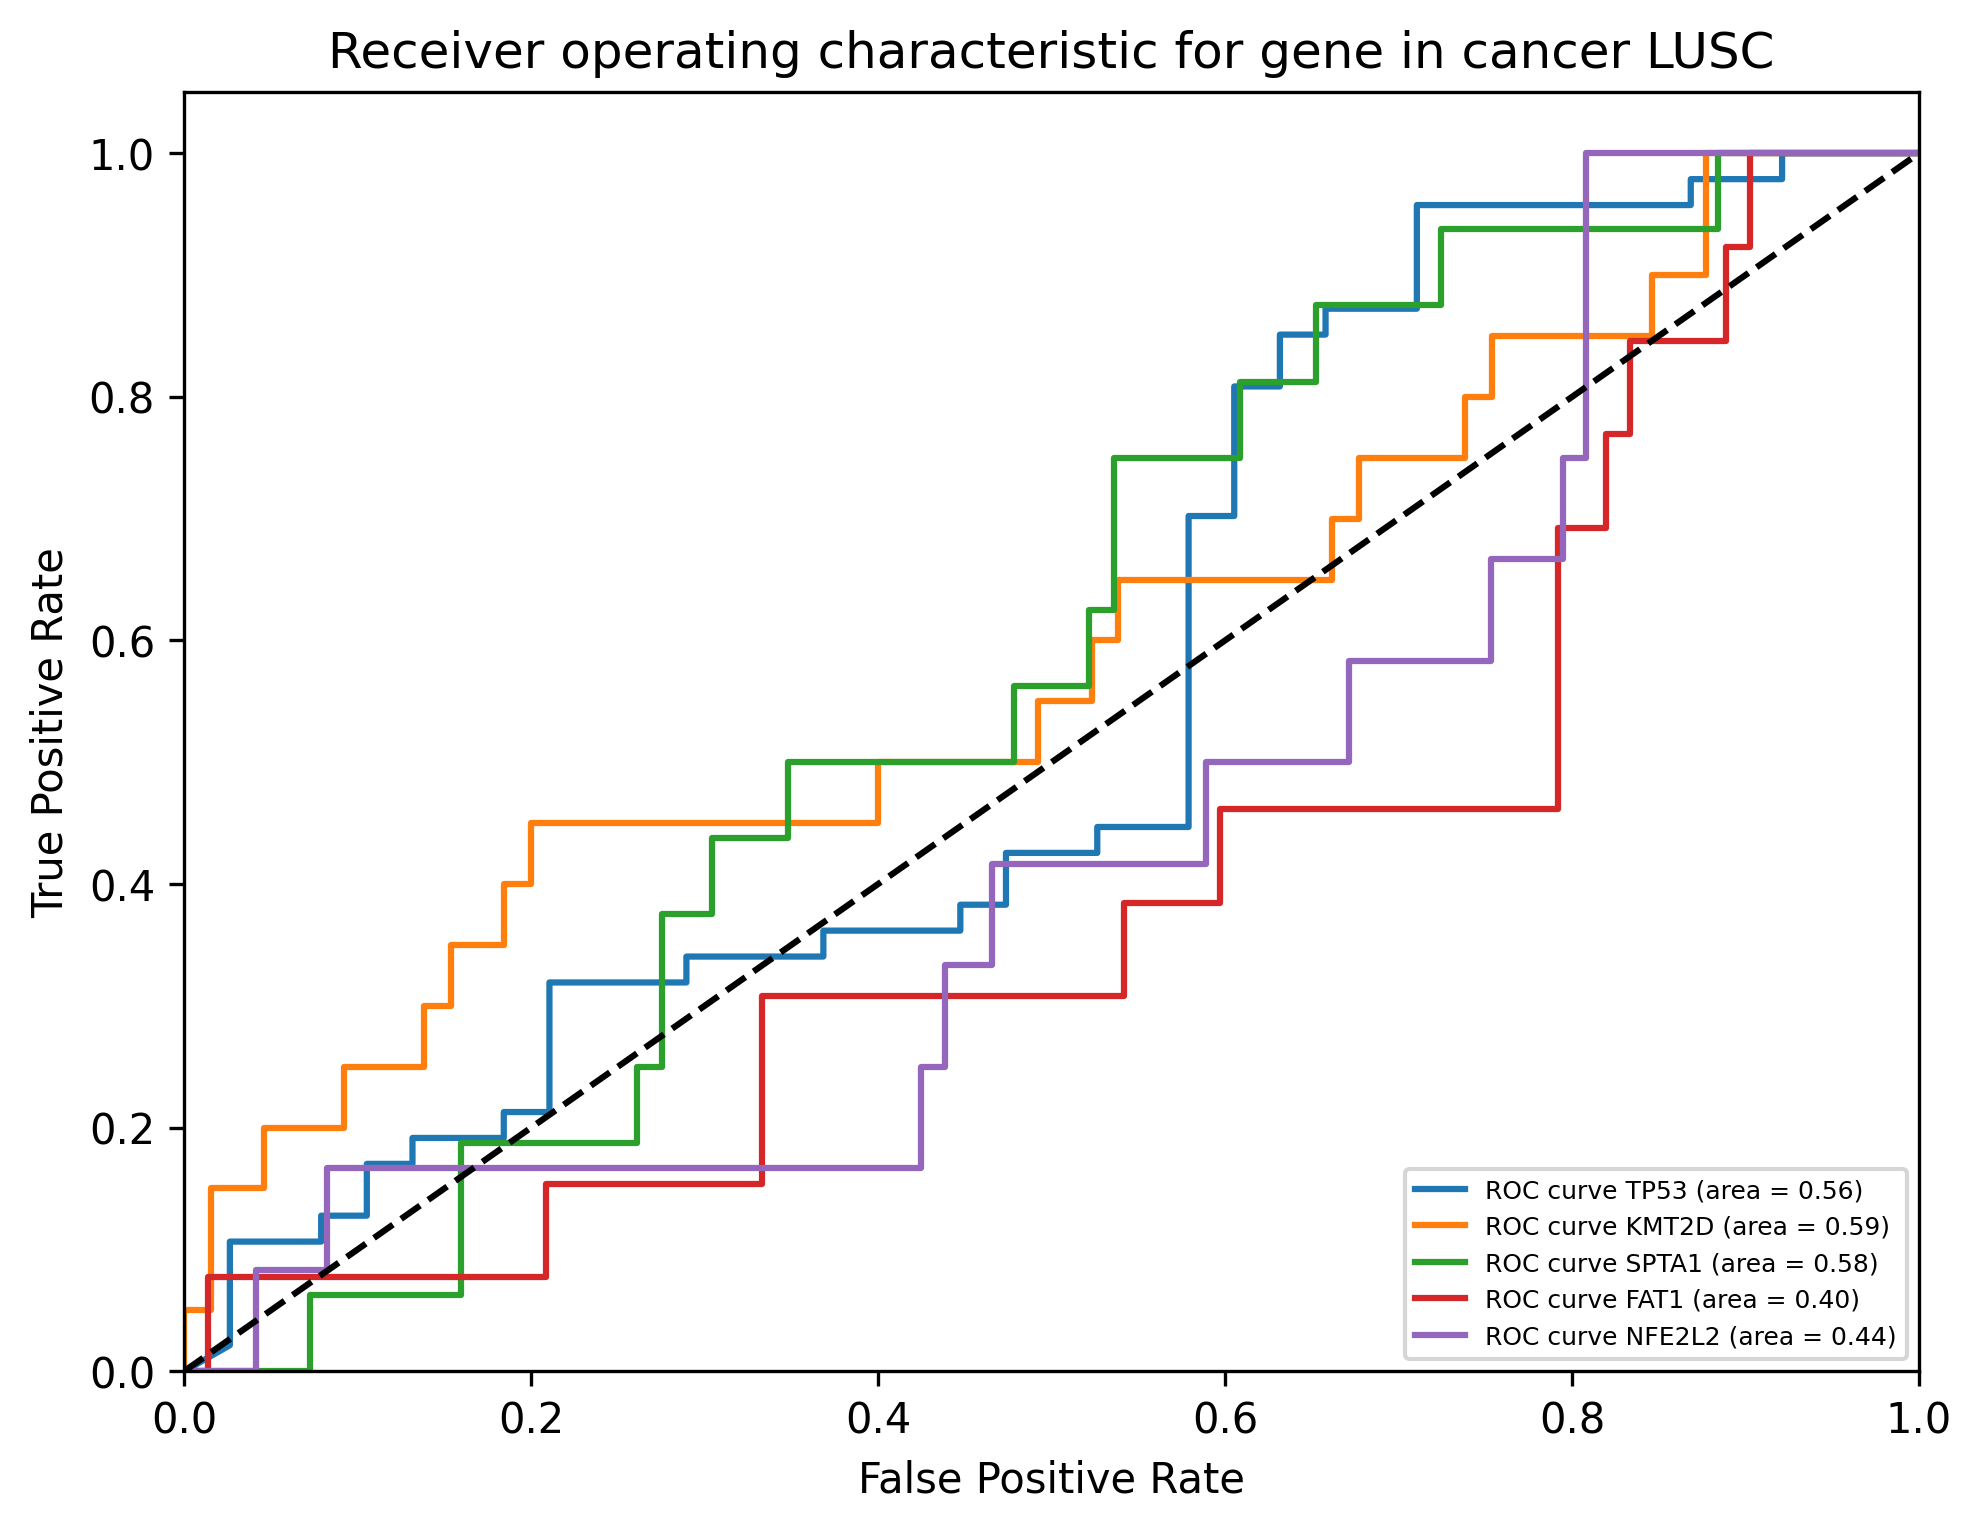 Receiver operating characteristic for gene in cancer LUSC
True Positive Rate
1.0
0.8
0.6
0.4
0.2
0.0
ROC curve TP53 (area = 0.56)
ROC curve KMT2D (area = 0.59)
ROC curve SPTA1 (area = 0.58)
ROC curve FAT1 (area = 0.40)
ROC curve NFE2L2 (area = 0.44)
0.0 0.2 0.4 0.6 0.8 1.0
False Positive Rate